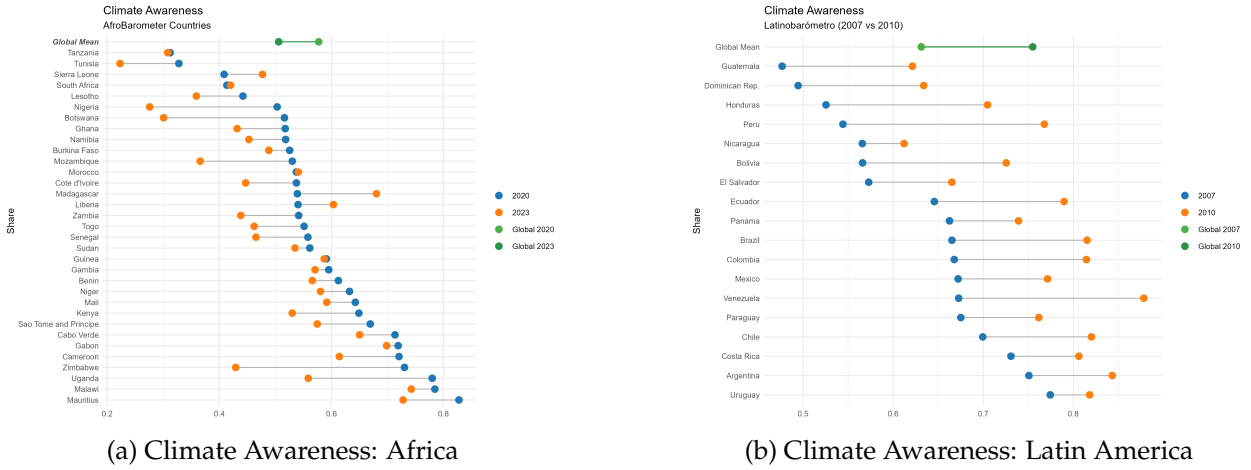 Climate Awareness
AfroBarometer Countries
Global Mean
Tanzania
Tunisia
Sierra Leone
South Africa
Lesotho
Nigeria
Botswana
Ghana
Namibia
Burkina Faso
Mozambique
Morocco
Cote d'Ivoire
Madagascar
Liberia
Zambia
Togo
Senegal
Sudan
Guinea
Gambia
Benin
Niger
Mali
Kenya
Sao Tome and Principe
Cabo Verde
Gabon
Cameroon
Zimbabwe
Uganda
Malawi
Mauritius
Share
0.2 0.4 0.6 0.8
2020
2023
Global 2020
Global 2023
(a) Climate Awareness: Africa
Climate Awareness
Latinobarómetro (2007 vs 2010)
Global Mean
Guatemala
Dominican Rep.
Honduras
Peru
Nicaragua
Bolivia
El Salvador
Ecuador
Panama
Brazil
Colombia
Mexico
Venezuela
Paraguay
Chile
Costa Rica
Argentina
Uruguay
Share
0.5 0.6 0.7 0.8
2007
2010
Global 2007
Global 2010
(b) Climate Awareness: Latin America